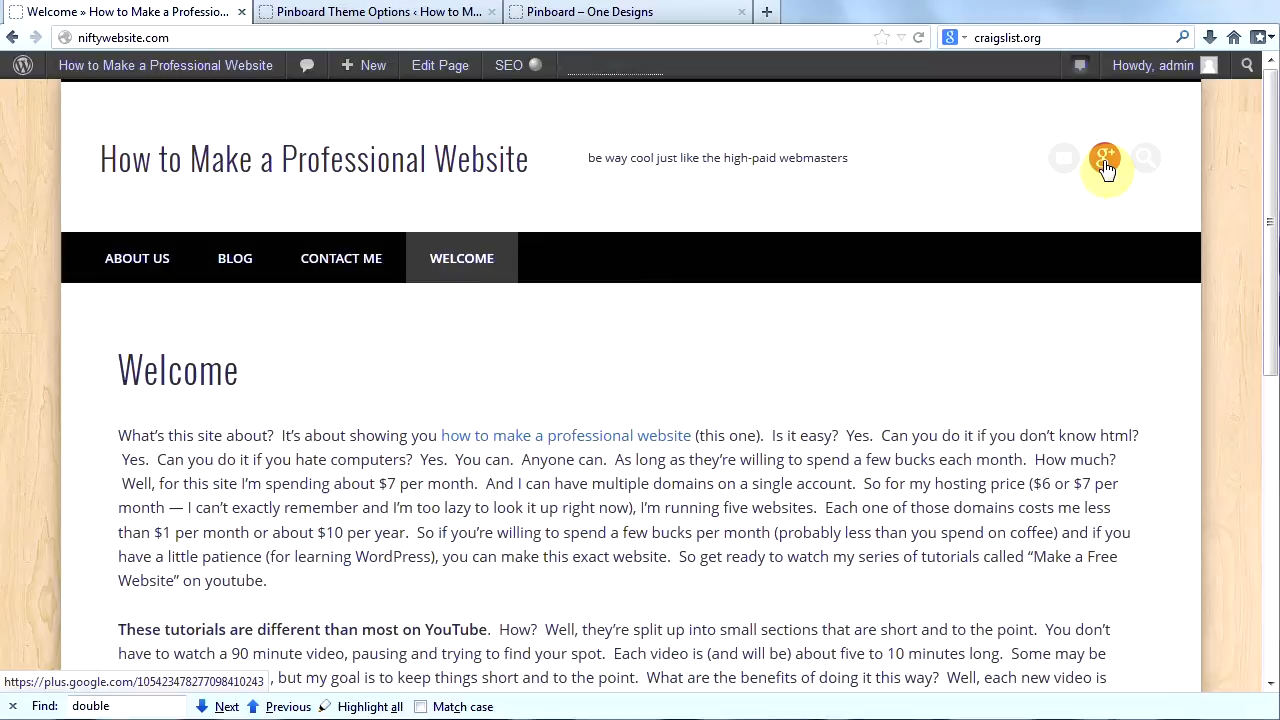 Welcome » How to Make a Professio...
Pinboard Theme Options ‹ How to M...
Pinboard – One Designs
niftywebsite.com
craigslist.org
How to Make a Professional Website
New
Edit Page
SEO
Howdy, admin
How to Make a Professional Website
be way cool just like the high-paid webmasters
g+
ABOUT US
BLOG
CONTACT ME
WELCOME
Welcome
What's this site about?  It's about showing you how to make a professional website (this one).  Is it easy?  Yes.  Can you do it if you don't know html?
Yes.  Can you do it if you hate computers?  Yes.  You can.  Anyone can.  As long as they're willing to spend a few bucks each month.  How much?
Well, for this site I'm spending about $7 per month.  And I can have multiple domains on a single account.  So for my hosting price ($6 or $7 per
month — I can't exactly remember and I'm too lazy to look it up right now), I'm running five websites.  Each one of those domains costs me less
than $1 per month or about $10 per year.  So if you're willing to spend a few bucks per month (probably less than you spend on coffee) and if you
have a little patience (for learning WordPress), you can make this exact website.  So get ready to watch my series of tutorials called “Make a Free
Website” on youtube.
These tutorials are different than most on YouTube.  How?  Well, they're split up into small sections that are short and to the point.  You don't
have to watch a 90 minute video, pausing and trying to find your spot.  Each video is (and will be) about five to 10 minutes long.  Some may be
, but my goal is to keep things short and to the point.  What are the benefits of doing it this way?  Well, each new video is
https://plus.google.com/105423478277098410243
Find:
double
Next
Previous
Highlight all
Match case